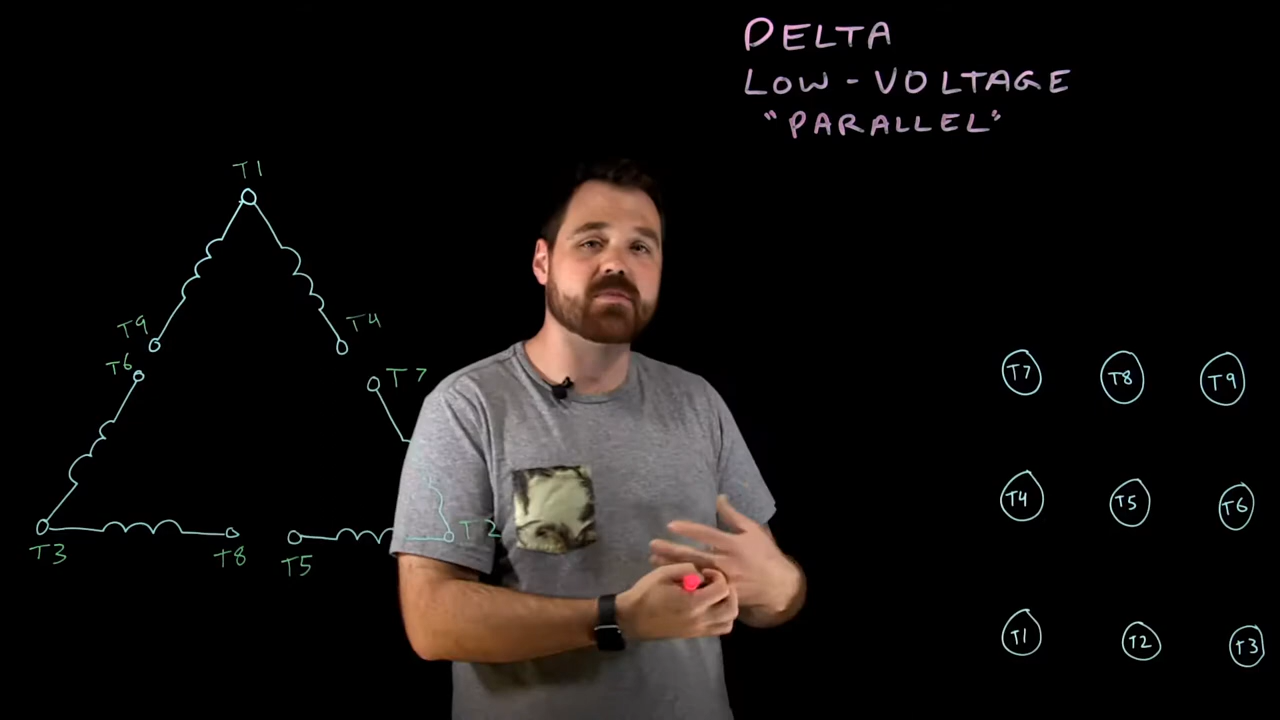 DELTA
LOW-VOLTAGE
"PARALLEL"
T1
T9
T4
T6
T7
T3
T8
T5
T2
T7 T8 T9
T4 T5 T6
T1 T2 T3